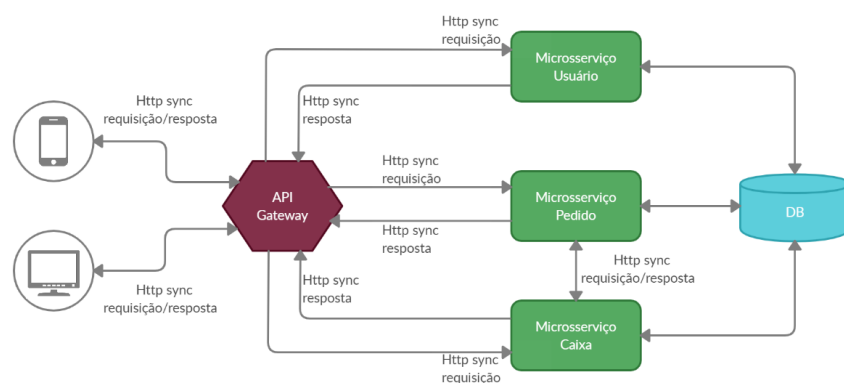 Http sync
requisição
Microsserviço
Usuário
Http sync
requisição/resposta
Http sync
resposta
Http sync
requisição
API
Gateway
Microsserviço
Pedido
DB
Http sync
resposta
Http sync
requisição/resposta
Http sync
resposta
Http sync
requisição/resposta
Microsserviço
Caixa
Http sync
requisição